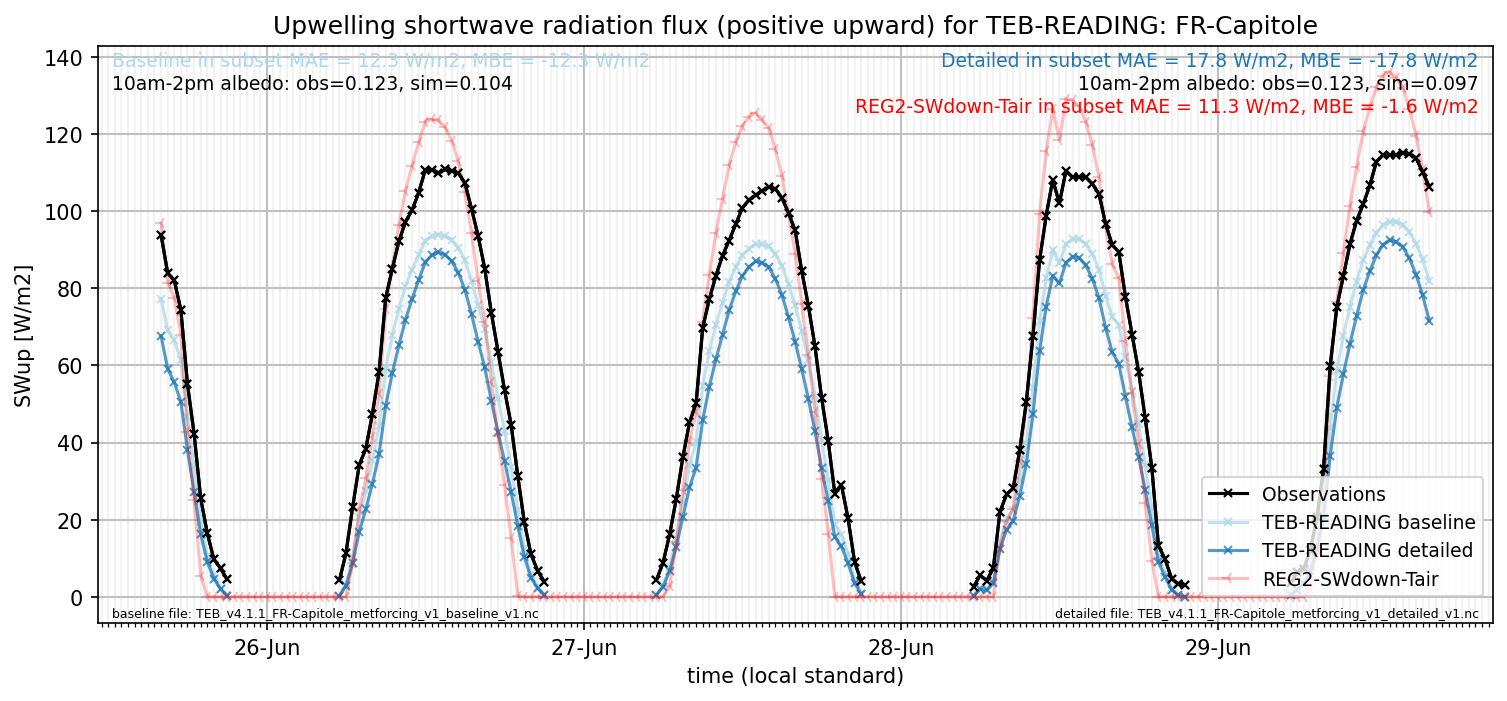 Upwelling shortwave radiation flux (positive upward) for TEB-READING: FR-Capitole
Baseline in subset MAE = 12.3 W/m2, MBE = -12.3 W/m2
10am-2pm albedo: obs=0.123, sim=0.104
Detailed in subset MAE = 17.8 W/m2, MBE = -17.8 W/m2
10am-2pm albedo: obs=0.123, sim=0.097
REG2-SWdown-Tair in subset MAE = 11.3 W/m2, MBE = -1.6 W/m2
SWup [W/m2]
140
120
100
80
60
40
20
0
Observations
TEB-READING baseline
TEB-READING detailed
REG2-SWdown-Tair
baseline file: TEB_v4.1.1_FR-Capitole_metforcing_v1_baseline_v1.nc
detailed file: TEB_v4.1.1_FR-Capitole_metforcing_v1_detailed_v1.nc
26-Jun
27-Jun
28-Jun
29-Jun
time (local standard)